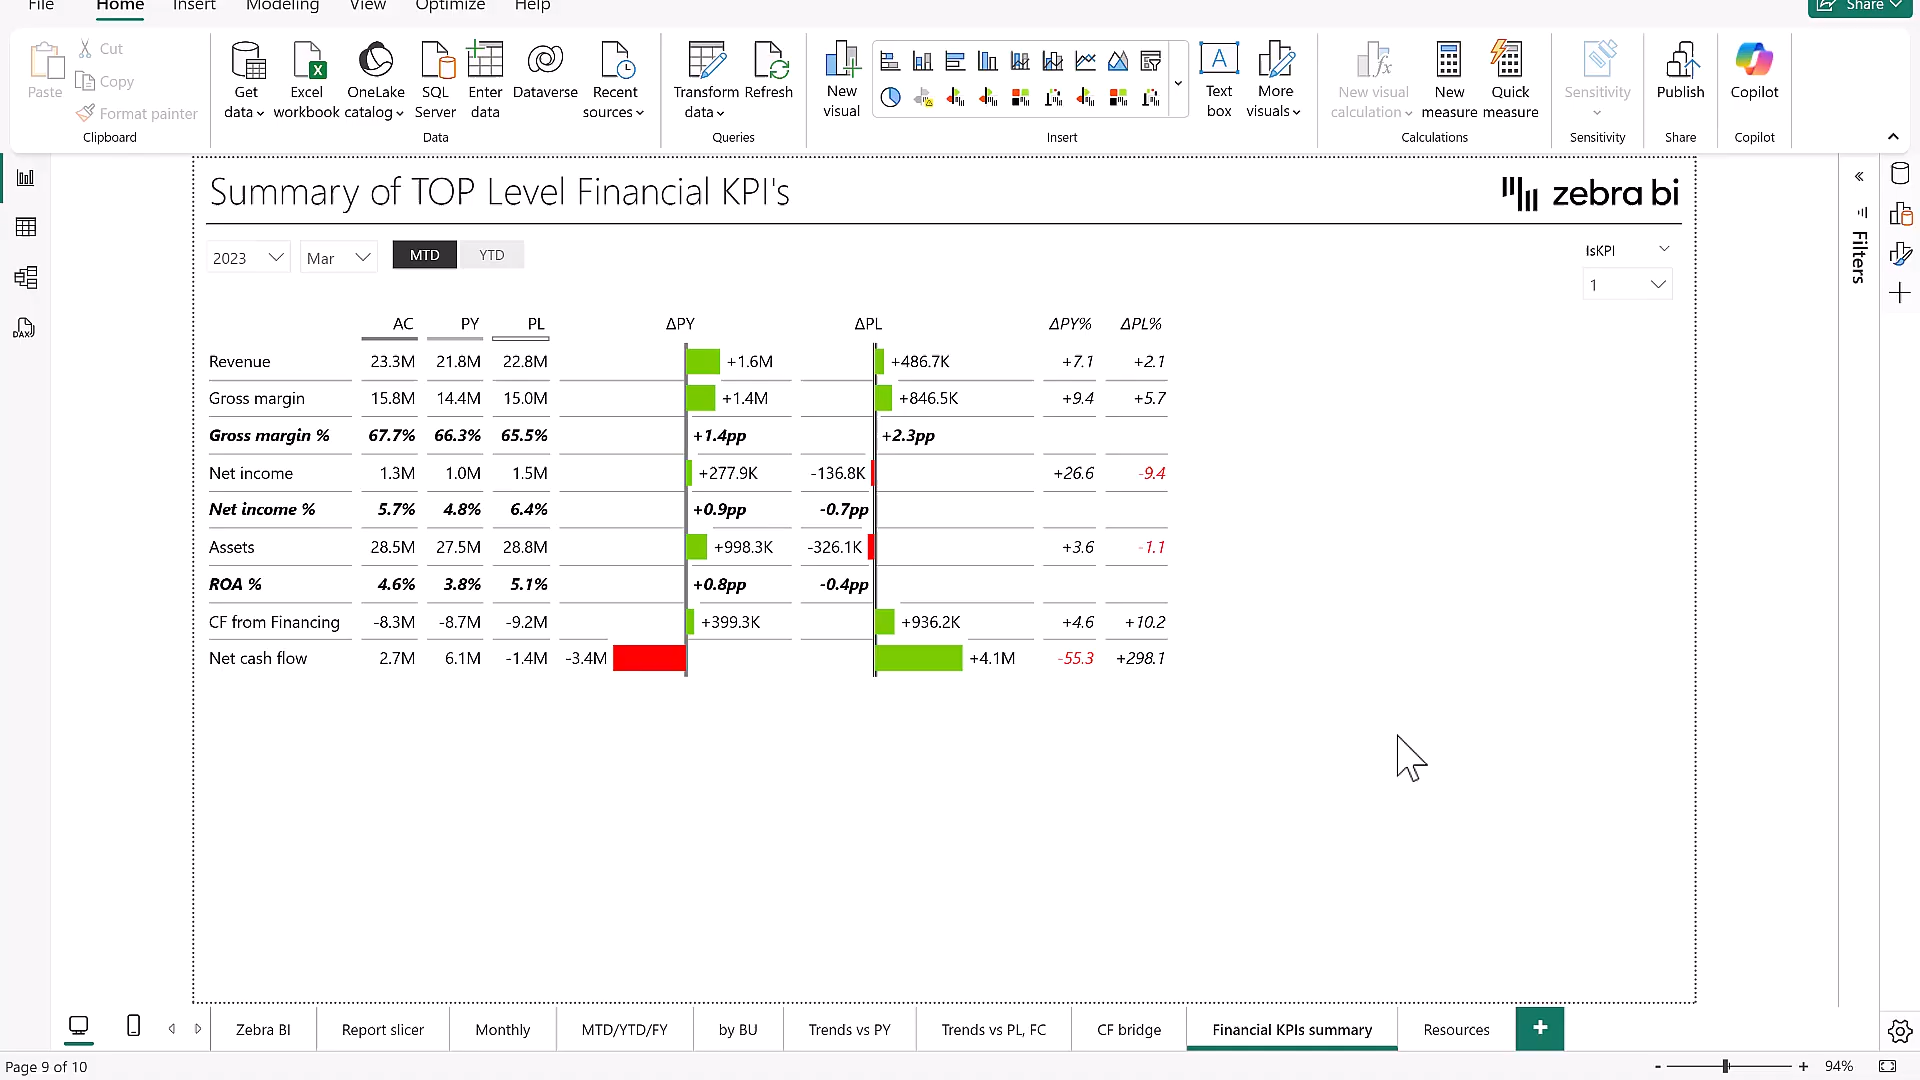 File Home Insert Modeling View Optimize Help Share
Paste Cut
Copy
Format painter
Clipboard
Get data
Excel workbook
OneLake catalog
SQL Server
Enter data
Dataverse
Recent sources
Data
Transform data
Refresh
Queries
New visual
Text box
More visuals
Insert
New visual calculation
New measure
Quick measure
Calculations
Sensitivity
Sensitivity
Publish
Share
Copilot
Copilot
Summary of TOP Level Financial KPI's
zebra bi
2023 Mar MTD YTD
IsKPI
1
Filters
AC PY PL ΔPY ΔPL ΔPY% ΔPL%
Revenue 23.3M 21.8M 22.8M +1.6M +486.7K +7.1 +2.1
Gross margin 15.8M 14.4M 15.0M +1.4M +846.5K +9.4 +5.7
Gross margin % 67.7% 66.3% 65.5% +1.4pp +2.3pp
Net income 1.3M 1.0M 1.5M +277.9K -136.8K +26.6 -9.4
Net income % 5.7% 4.8% 6.4% +0.9pp -0.7pp
Assets 28.5M 27.5M 28.8M +998.3K -326.1K +3.6 -1.1
ROA % 4.6% 3.8% 5.1% +0.8pp -0.4pp
CF from Financing -8.3M -8.7M -9.2M +399.3K +936.2K +4.6 +10.2
Net cash flow 2.7M 6.1M -1.4M -3.4M +4.1M -55.3 +298.1
Zebra BI Report slicer Monthly MTD/YTD/FY by BU Trends vs PY Trends vs PL, FC CF bridge Financial KPIs summary Resources +
Page 9 of 10
- + 94%